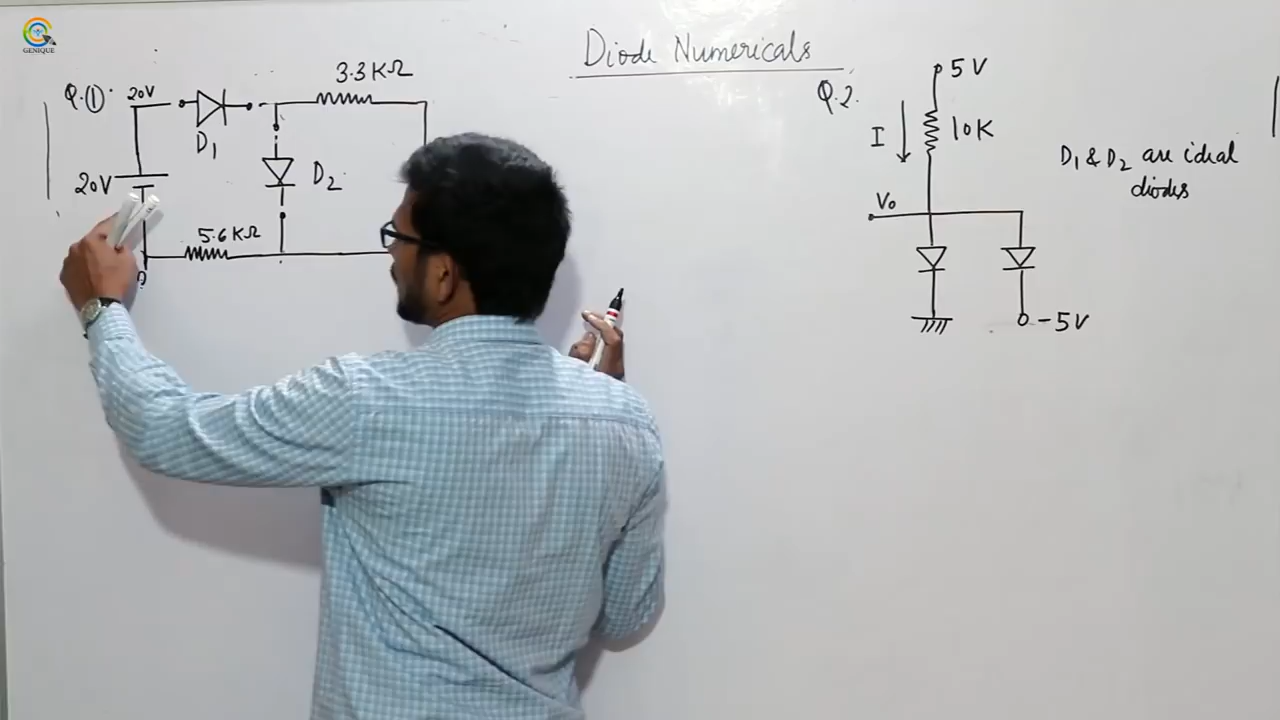 GENIQUE
Diode Numericals
Q.①
20V
3.3KΩ
D1
D2
20V
5.6KΩ
Q.2.
5V
I
10K
D1 & D2 are ideal
diodes
Vo
-5V